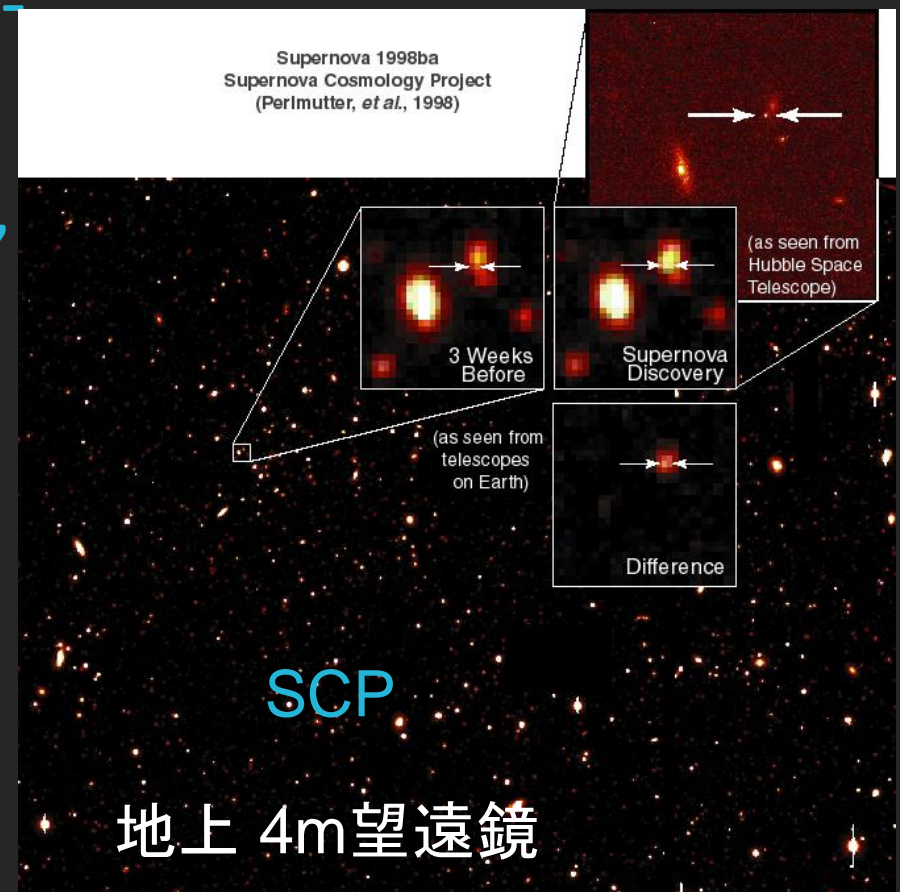 Supernova 1998ba
Supernova Cosmology Project
(Perlmutter, et al., 1998)
(as seen from
Hubble Space
Telescope)
3 Weeks
Before
Supernova
Discovery
(as seen from
telescopes
on Earth)
Difference
SCP
地上 4m望遠鏡